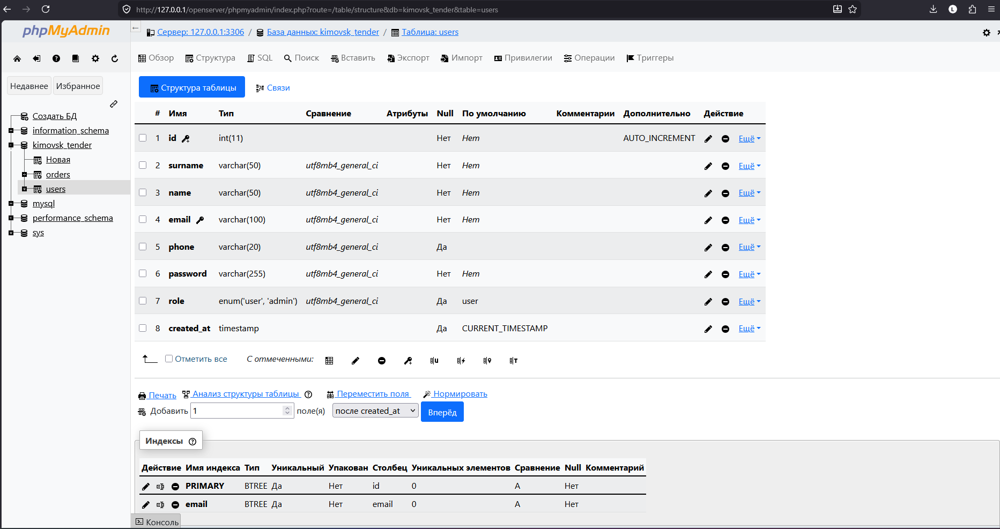 http://127.0.0.1/openserver/phpmyadmin/index.php?route=/table/structure&db=kimovsk_tender&table=users
L
phpMyAdmin
Сервер: 127.0.0.1:3306 / База данных: kimovsk_tender / Таблица: users
Обзор Структура SQL Поиск Вставить Экспорт Импорт Привилегии Операции Триггеры
Недавнее Избранное
Создать БД
information_schema
kimovsk_tender
Новая
orders
users
mysql
performance_schema
sys
Структура таблицы Связи
# Имя Тип Сравнение Атрибуты Null По умолчанию Комментарии Дополнительно Действие
1 id int(11) Нет Нет AUTO_INCREMENT Ещё
2 surname varchar(50) utf8mb4_general_ci Нет Нет Ещё
3 name varchar(50) utf8mb4_general_ci Нет Нет Ещё
4 email varchar(100) utf8mb4_general_ci Нет Нет Ещё
5 phone varchar(20) utf8mb4_general_ci Да Ещё
6 password varchar(255) utf8mb4_general_ci Нет Нет Ещё
7 role enum('user', 'admin') utf8mb4_general_ci Да user Ещё
8 created_at timestamp Да CURRENT_TIMESTAMP Ещё
Отметить все С отмеченными:
Печать Анализ структуры таблицы Переместить поля Нормировать
Добавить 1 поле(я) после created_at Вперёд
Индексы
Действие Имя индекса Тип Уникальный Упакован Столбец Уникальных элементов Сравнение Null Комментарий
PRIMARY BTREE Да Нет id 0 A Нет
email BTREE Да Нет email 0 A Нет
Консоль